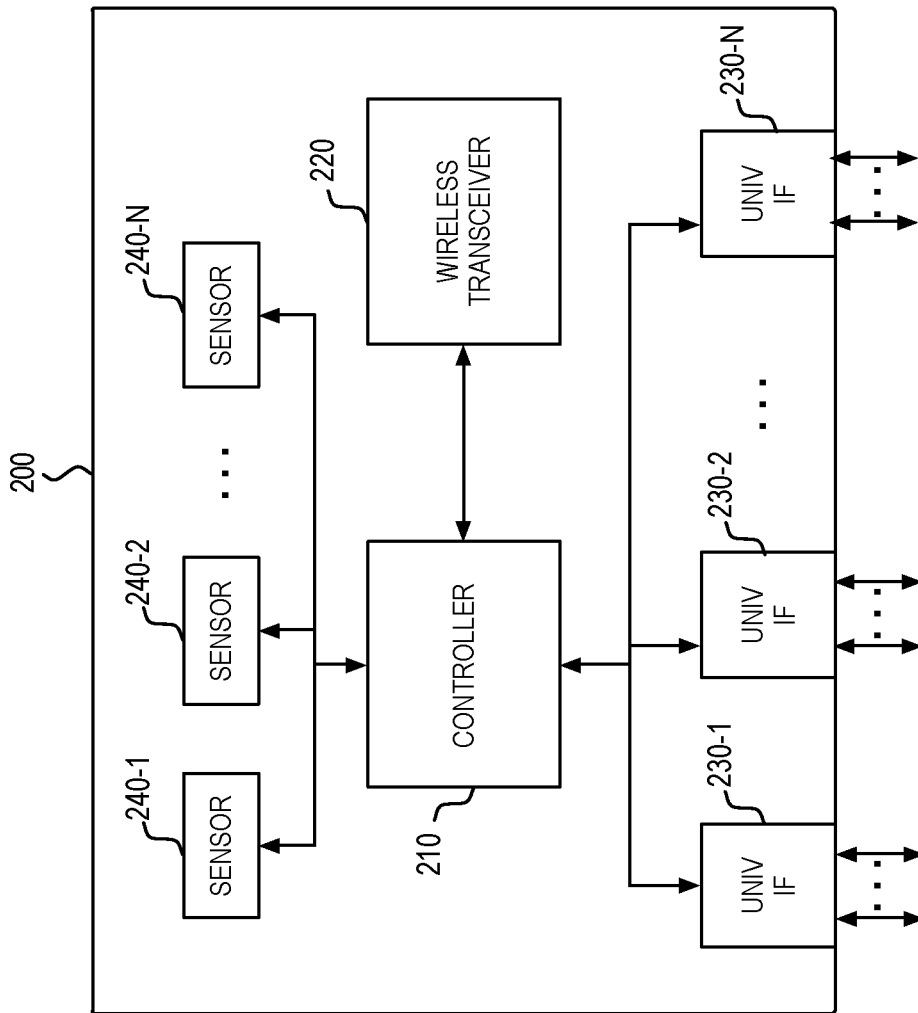 200
240-1
240-2
240-N
SENSOR
SENSOR
...
SENSOR
220
CONTROLLER
WIRELESS
TRANSCEIVER
210
230-1
230-2
...
230-N
UNIV
IF
UNIV
IF
UNIV
IF
...
...
...